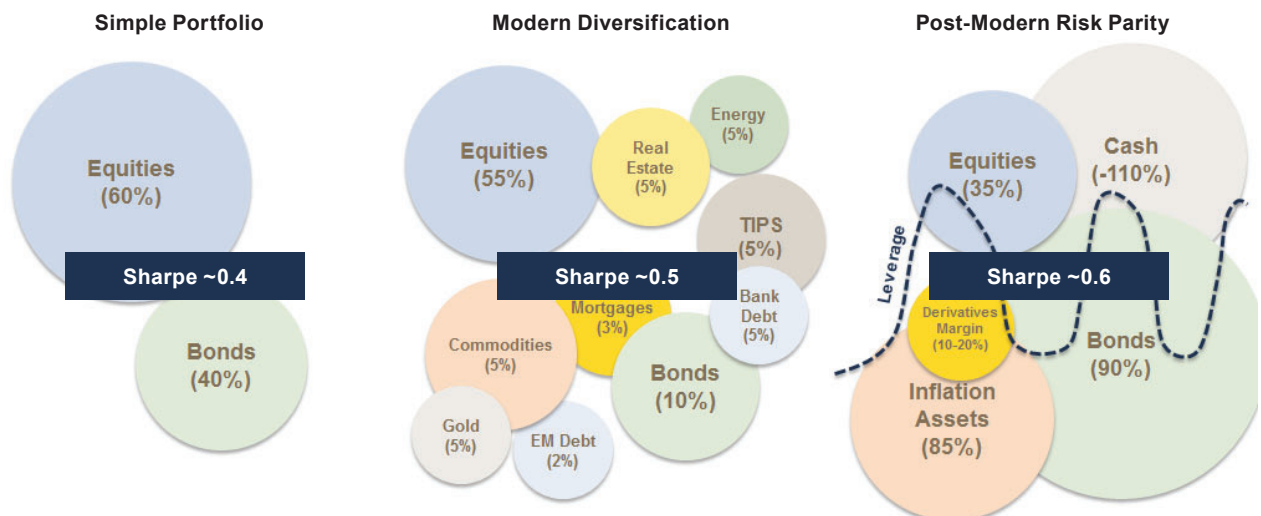 Simple Portfolio
Equities
(60%)
Sharpe ~0.4
Bonds
(40%)
Modern Diversification
Equities
(55%)
Real
Estate
(5%)
Energy
(5%)
TIPS
(5%)
Sharpe ~0.5
Mortgages
(3%)
Bank
Debt
(5%)
Commodities
(5%)
Bonds
(10%)
Gold
(5%)
EM Debt
(2%)
Post-Modern Risk Parity
Equities
(35%)
Cash
(-110%)
Leverage
Sharpe ~0.6
Derivatives
Margin
(10-20%)
Bonds
(90%)
Inflation
Assets
(85%)